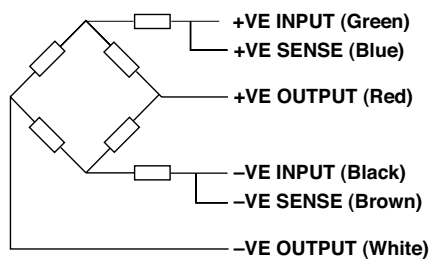 +VE INPUT (Green)
+VE SENSE (Blue)
+VE OUTPUT (Red)
–VE INPUT (Black)
–VE SENSE (Brown)
–VE OUTPUT (White)